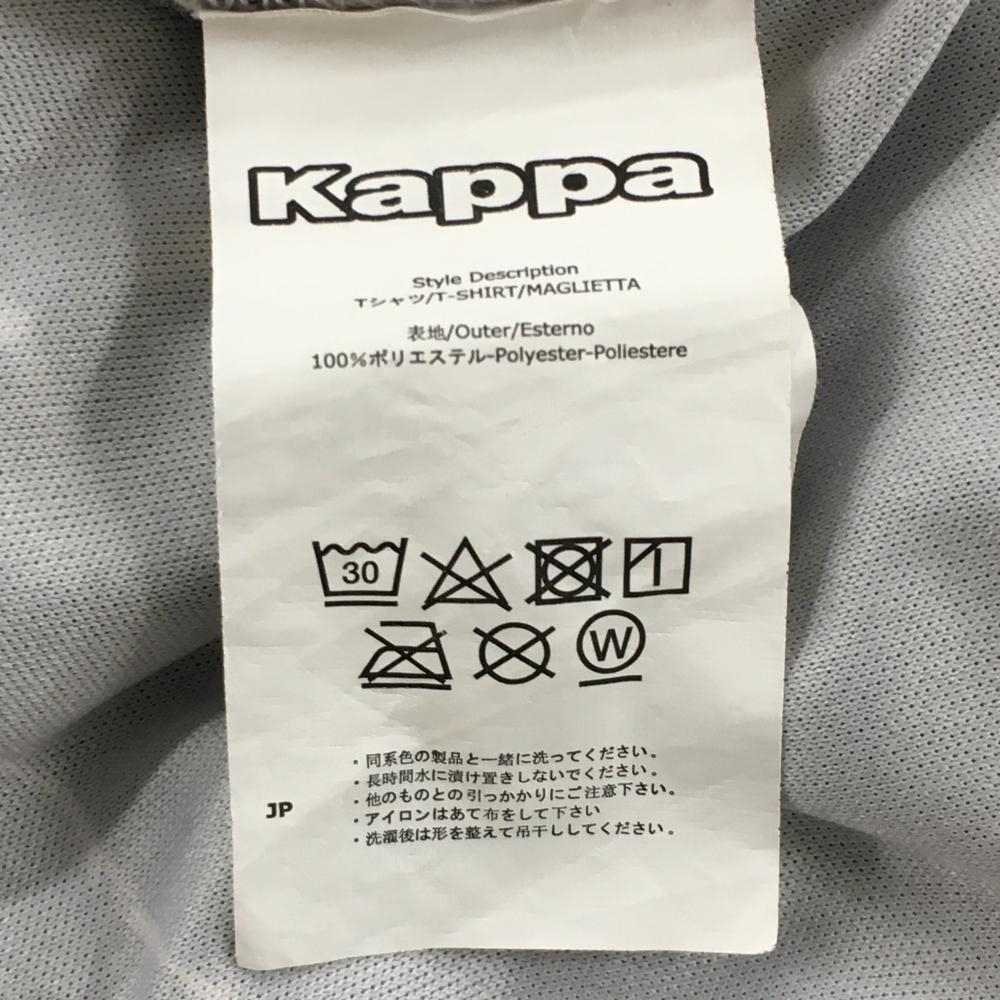 Kappa
Style Description
Tシャツ/T-SHIRT/MAGLIETTA
表地/Outer/Esterno
100%ポリエステル-Polyester-Poliestere
30
W
・同系色の製品と一緒に洗ってください。
・長時間水に漬け置きしないでください。
・他のものとの引っかかりにご注意下さい。
JP
・アイロンはあて布をして下さい
・洗濯後は形を整えて吊干ししてください。